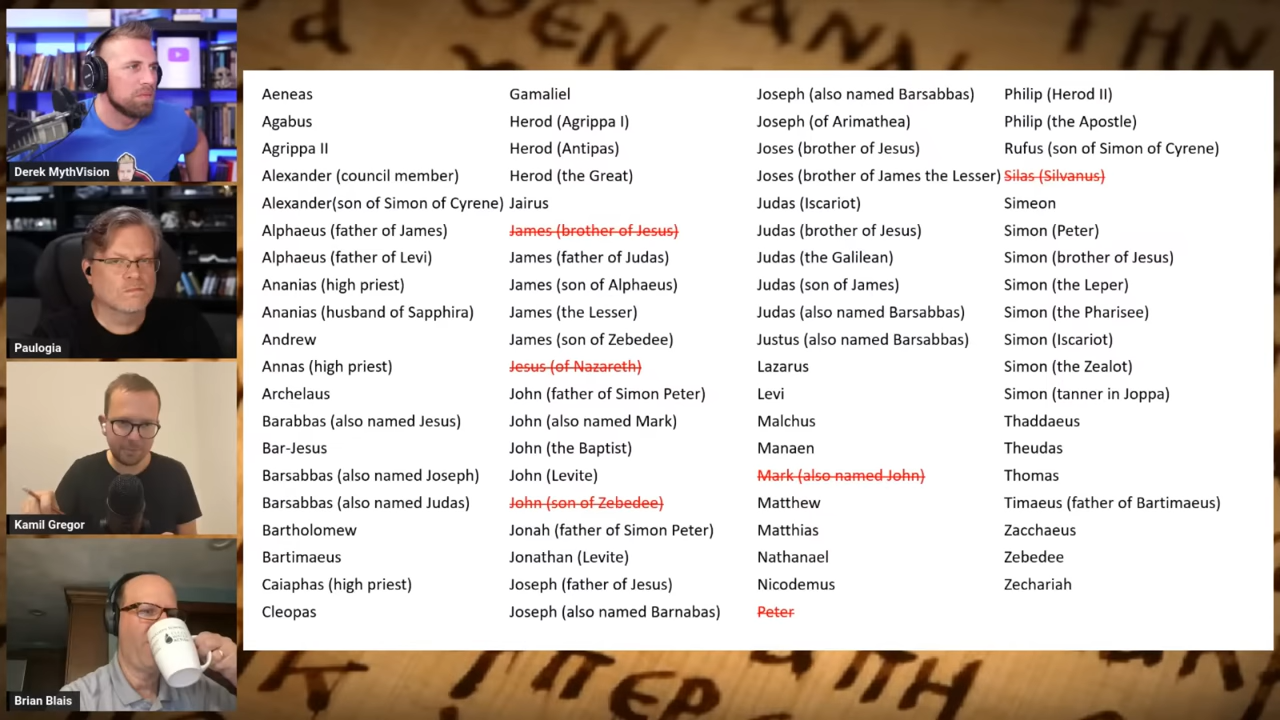 Derek MythVision
Paulogia
Kamil Gregor
Brian Blais
Aeneas
Agabus
Agrippa II
Alexander (council member)
Alexander(son of Simon of Cyrene)
Alphaeus (father of James)
Alphaeus (father of Levi)
Ananias (high priest)
Ananias (husband of Sapphira)
Andrew
Annas (high priest)
Archelaus
Barabbas (also named Jesus)
Bar-Jesus
Barsabbas (also named Joseph)
Barsabbas (also named Judas)
Bartholomew
Bartimaeus
Caiaphas (high priest)
Cleopas
Gamaliel
Herod (Agrippa I)
Herod (Antipas)
Herod (the Great)
Jairus
James (brother of Jesus)
James (father of Judas)
James (son of Alphaeus)
James (the Lesser)
James (son of Zebedee)
Jesus (of Nazareth)
John (father of Simon Peter)
John (also named Mark)
John (the Baptist)
John (Levite)
John (son of Zebedee)
Jonah (father of Simon Peter)
Jonathan (Levite)
Joseph (father of Jesus)
Joseph (also named Barnabas)
Joseph (also named Barsabbas)
Joseph (of Arimathea)
Joses (brother of Jesus)
Joses (brother of James the Lesser)
Judas (Iscariot)
Judas (brother of Jesus)
Judas (the Galilean)
Judas (son of James)
Judas (also named Barsabbas)
Justus (also named Barsabbas)
Lazarus
Levi
Malchus
Manaen
Mark (also named John)
Matthew
Matthias
Nathanael
Nicodemus
Peter
Philip (Herod II)
Philip (the Apostle)
Rufus (son of Simon of Cyrene)
Silas (Silvanus)
Simeon
Simon (Peter)
Simon (brother of Jesus)
Simon (the Leper)
Simon (the Pharisee)
Simon (Iscariot)
Simon (the Zealot)
Simon (tanner in Joppa)
Thaddaeus
Theudas
Thomas
Timaeus (father of Bartimaeus)
Zacchaeus
Zebedee
Zechariah